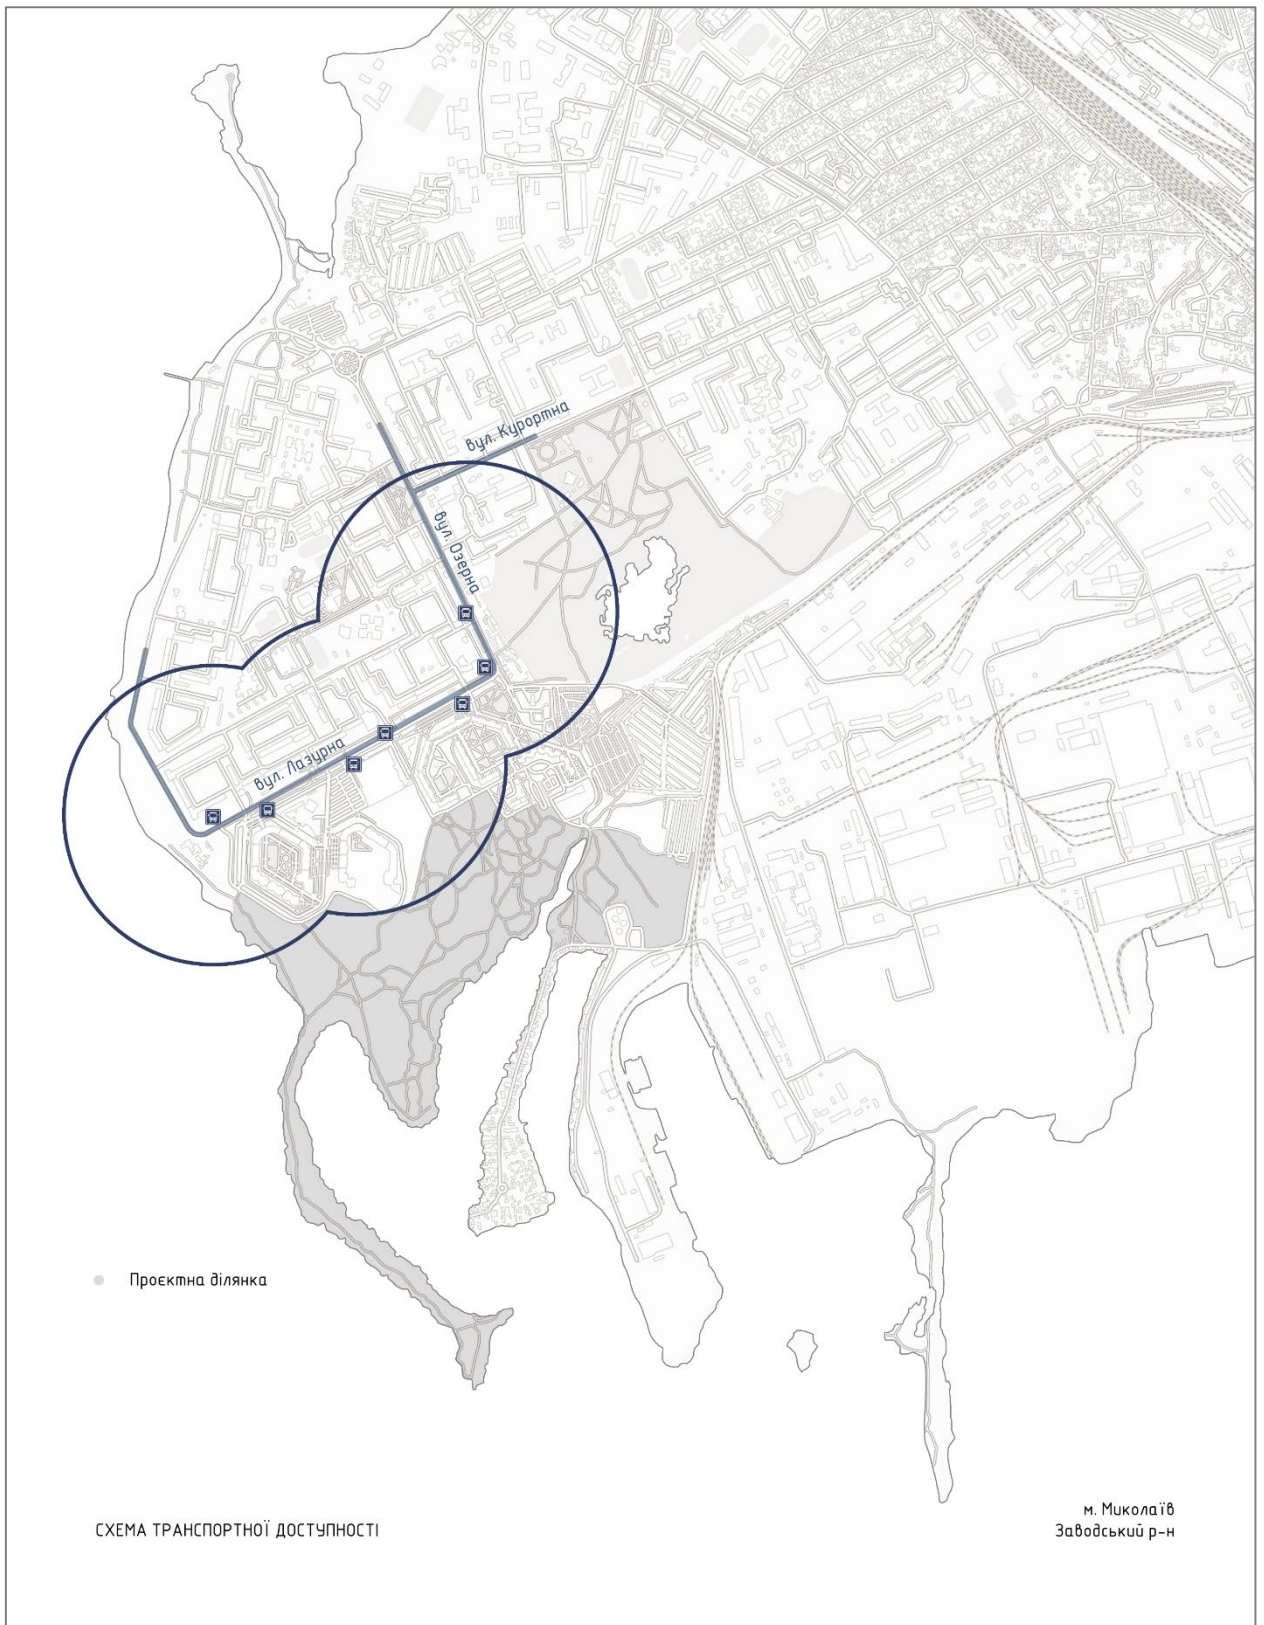 вул. Курортна
вул. Озерна
вул. Лазурна
Проєктна ділянка
СХЕМА ТРАНСПОРТНОЇ ДОСТУПНОСТІ
м. Миколаїв
Заводський р-н